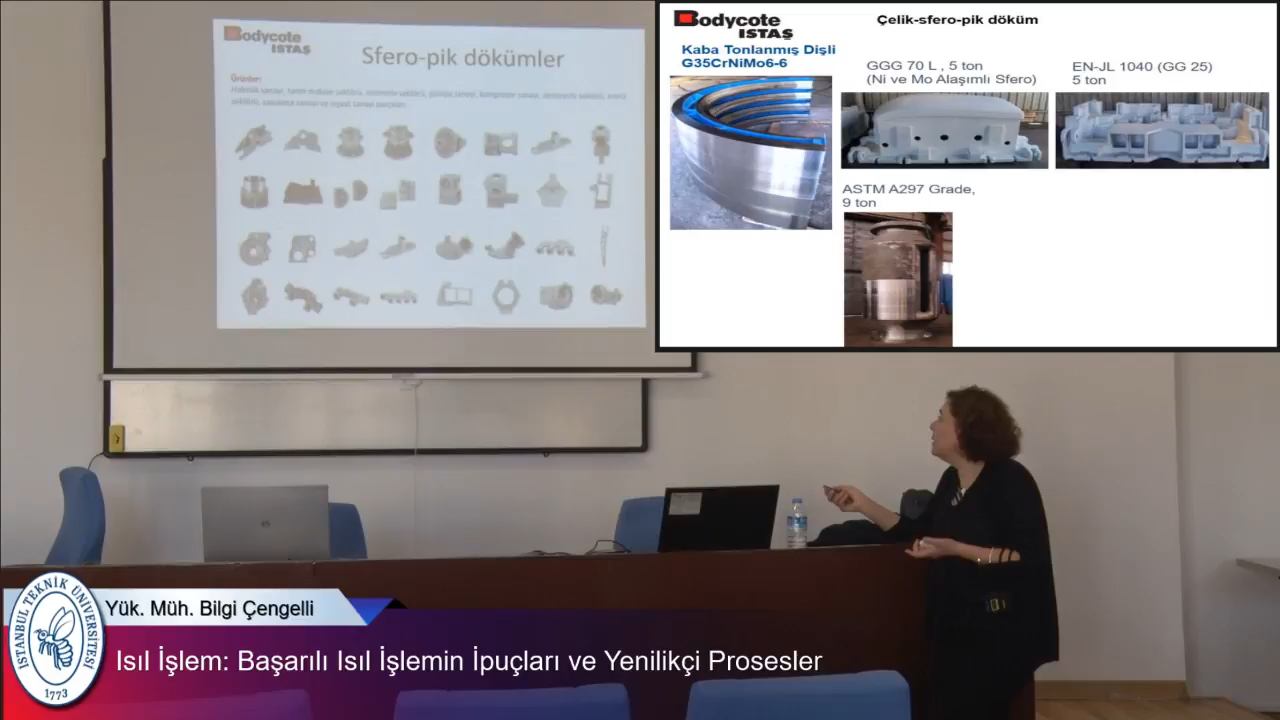 Bodycote
ISTAŞ
Sfero-pik dökümler
Ürünler:
Bodycote
ISTAŞ
Çelik-sfero-pik döküm
Kaba Tonlanmış Dişli
G35CrNiMo6-6
GGG 70 L , 5 ton
(Ni ve Mo Alaşımlı Sfero)
EN-JL 1040 (GG 25)
5 ton
ASTM A297 Grade,
9 ton
İSTANBUL TEKNİK ÜNİVERSİTESİ
1773
Yük. Müh. Bilgi Çengelli
Isıl İşlem: Başarılı Isıl İşlemin İpuçları ve Yenilikçi Prosesler